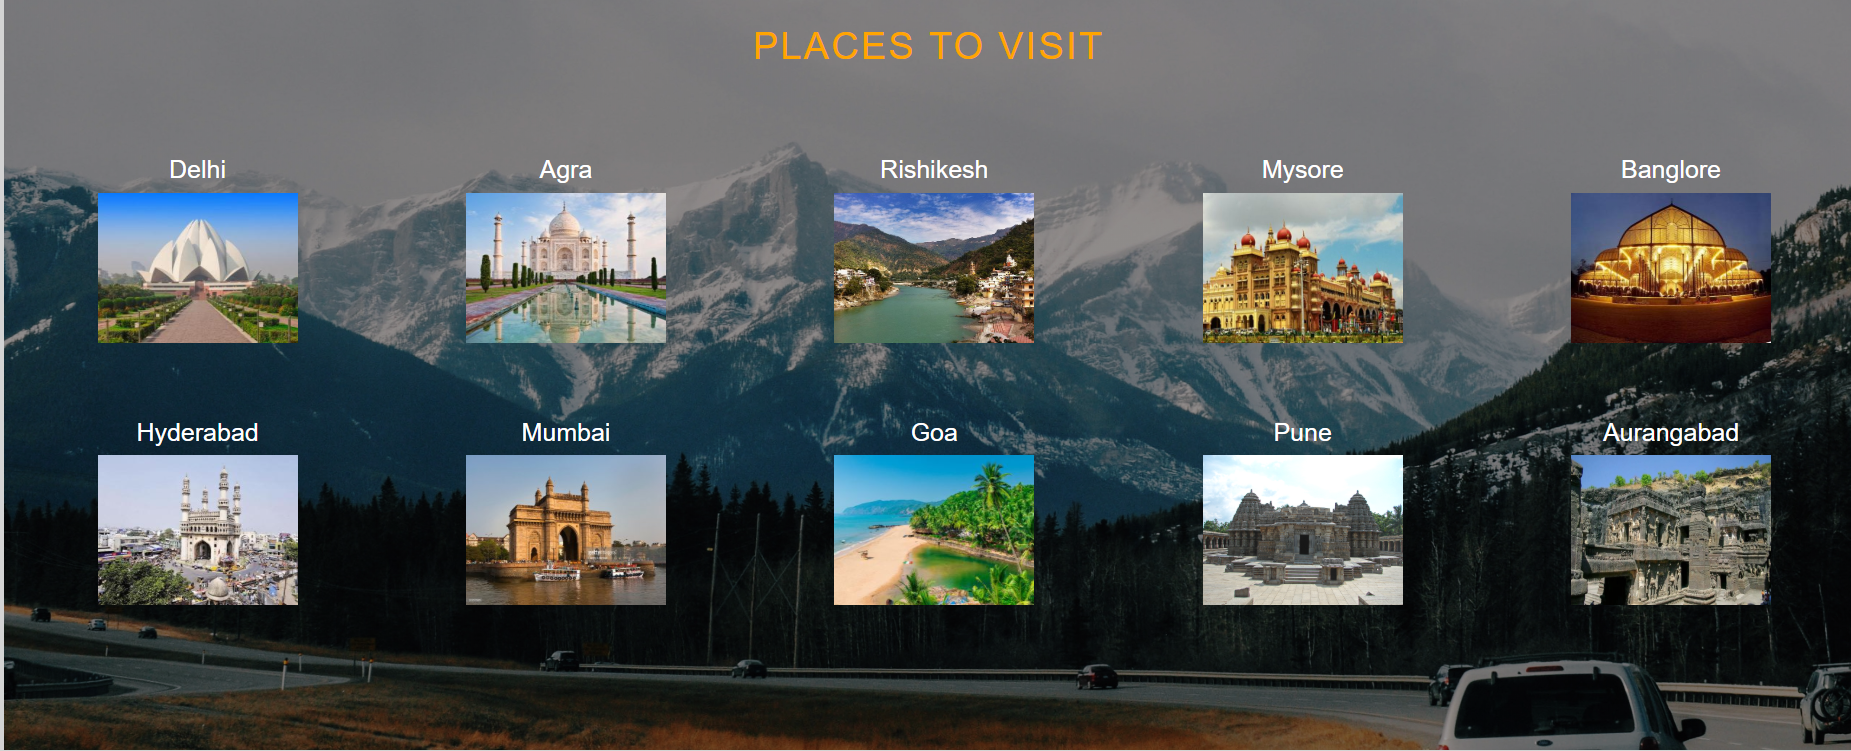 PLACES TO VISIT
Delhi
Agra
Rishikesh
Mysore
Banglore
Hyderabad
Mumbai
Goa
Pune
Aurangabad